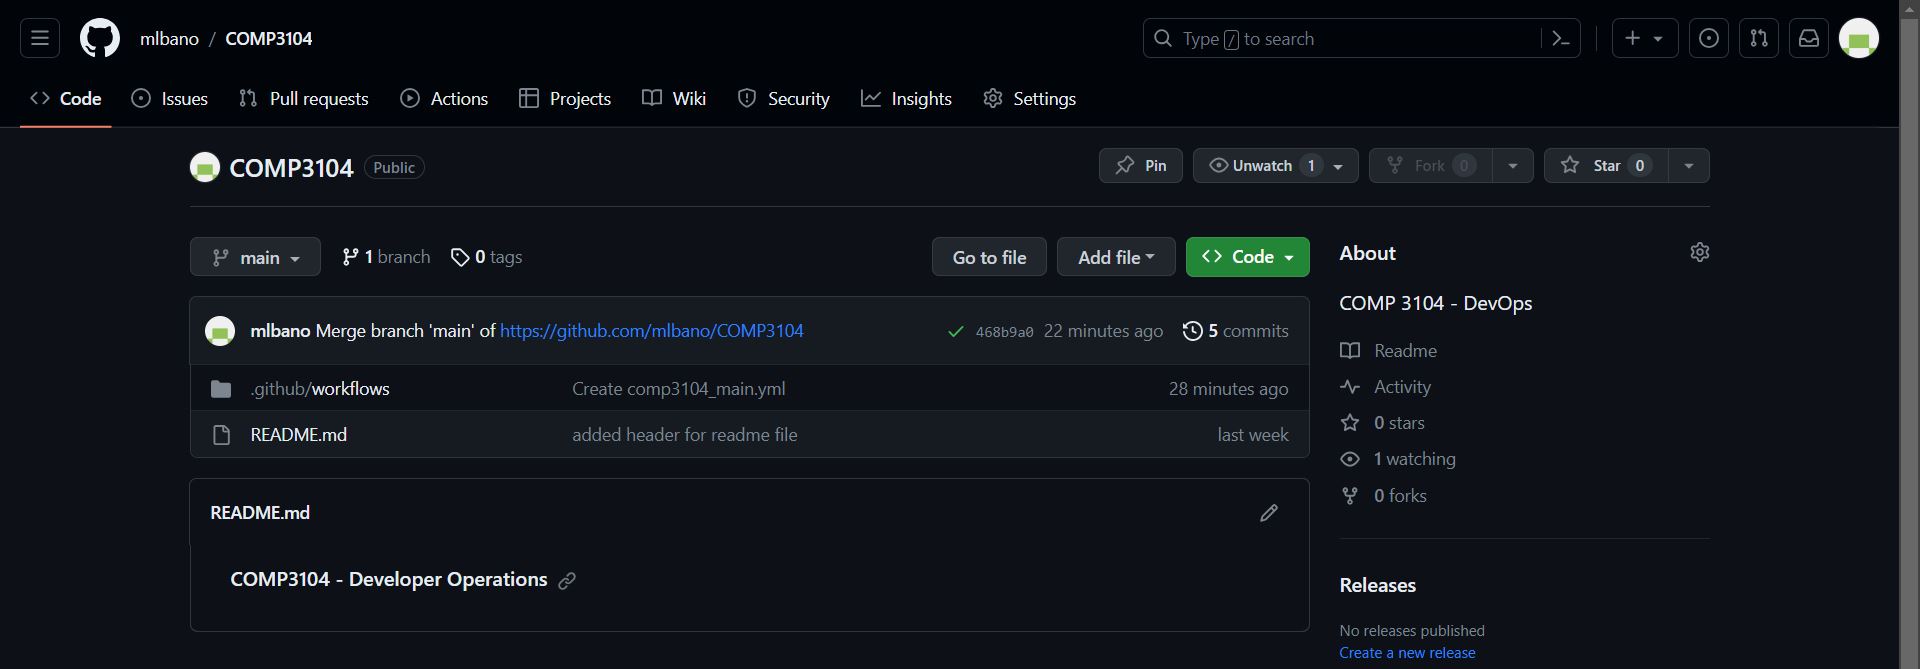 mlbano / COMP3104
Type / to search
Code Issues Pull requests Actions Projects Wiki Security Insights Settings
COMP3104 Public
Pin Unwatch 1 Fork 0 Star 0
main 1 branch 0 tags Go to file Add file Code
mlbano Merge branch 'main' of https://github.com/mlbano/COMP3104 468b9a0 22 minutes ago 5 commits
.github/workflows Create comp3104_main.yml 28 minutes ago
README.md added header for readme file last week
README.md
COMP3104 - Developer Operations
About
COMP 3104 - DevOps
Readme
Activity
0 stars
1 watching
0 forks
Releases
No releases published
Create a new release